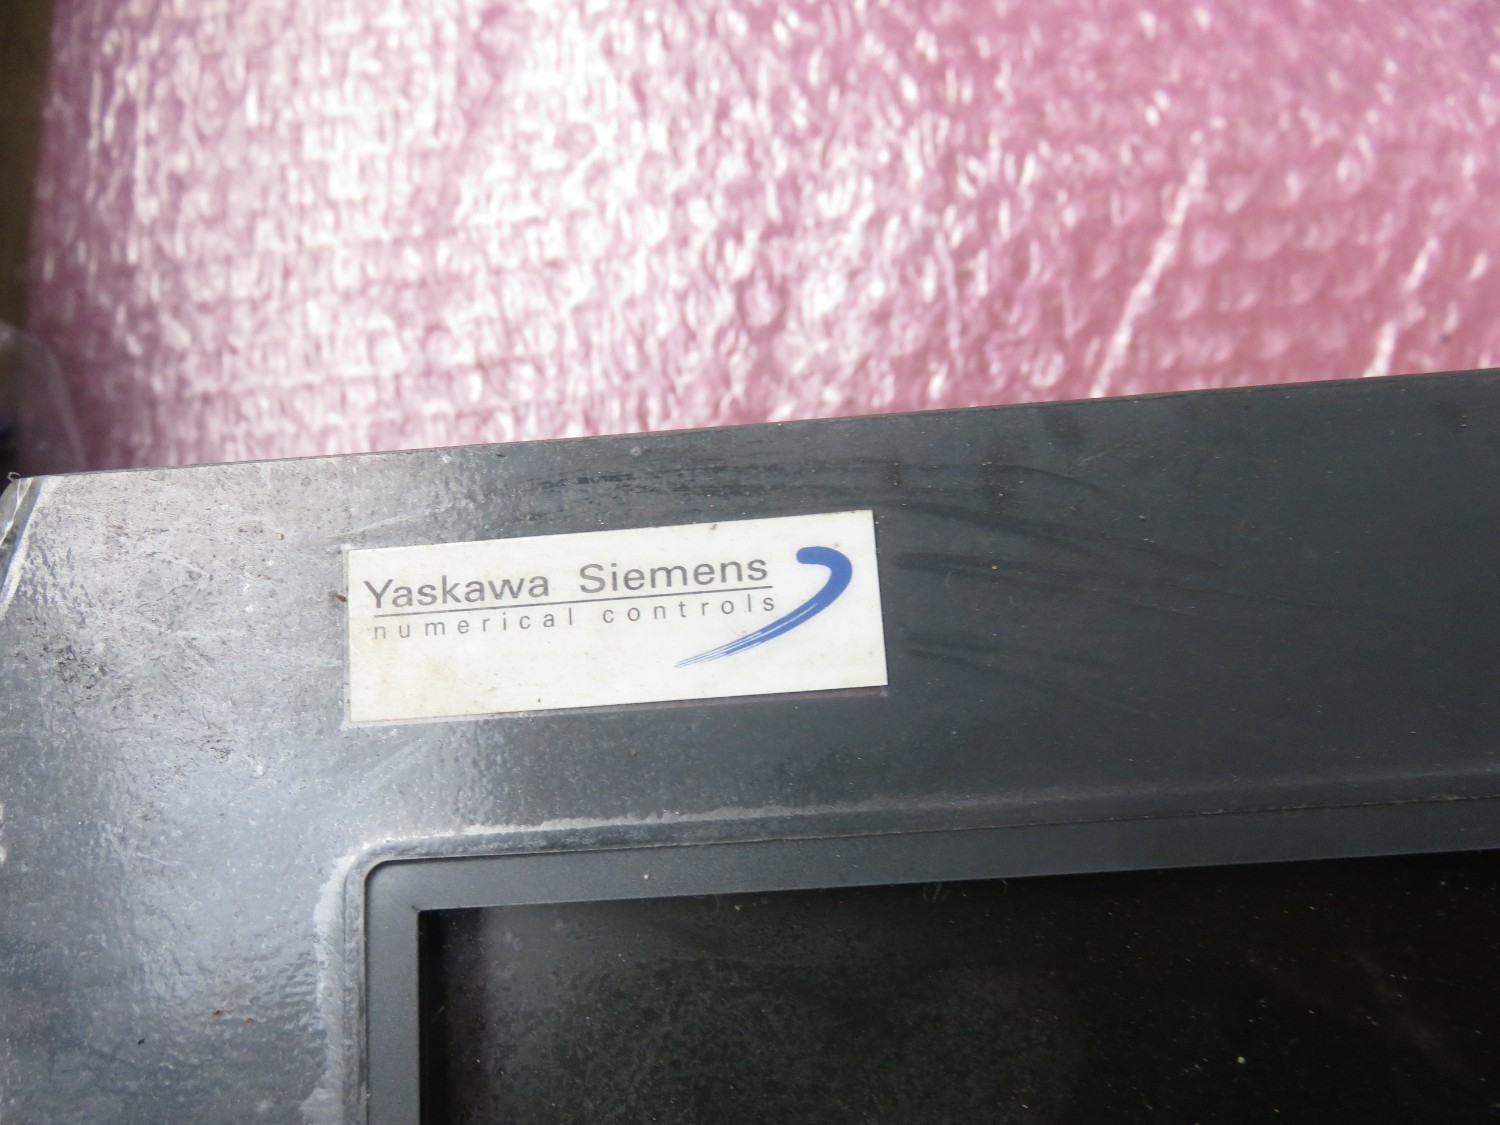 Yaskawa Siemens
numerical controls